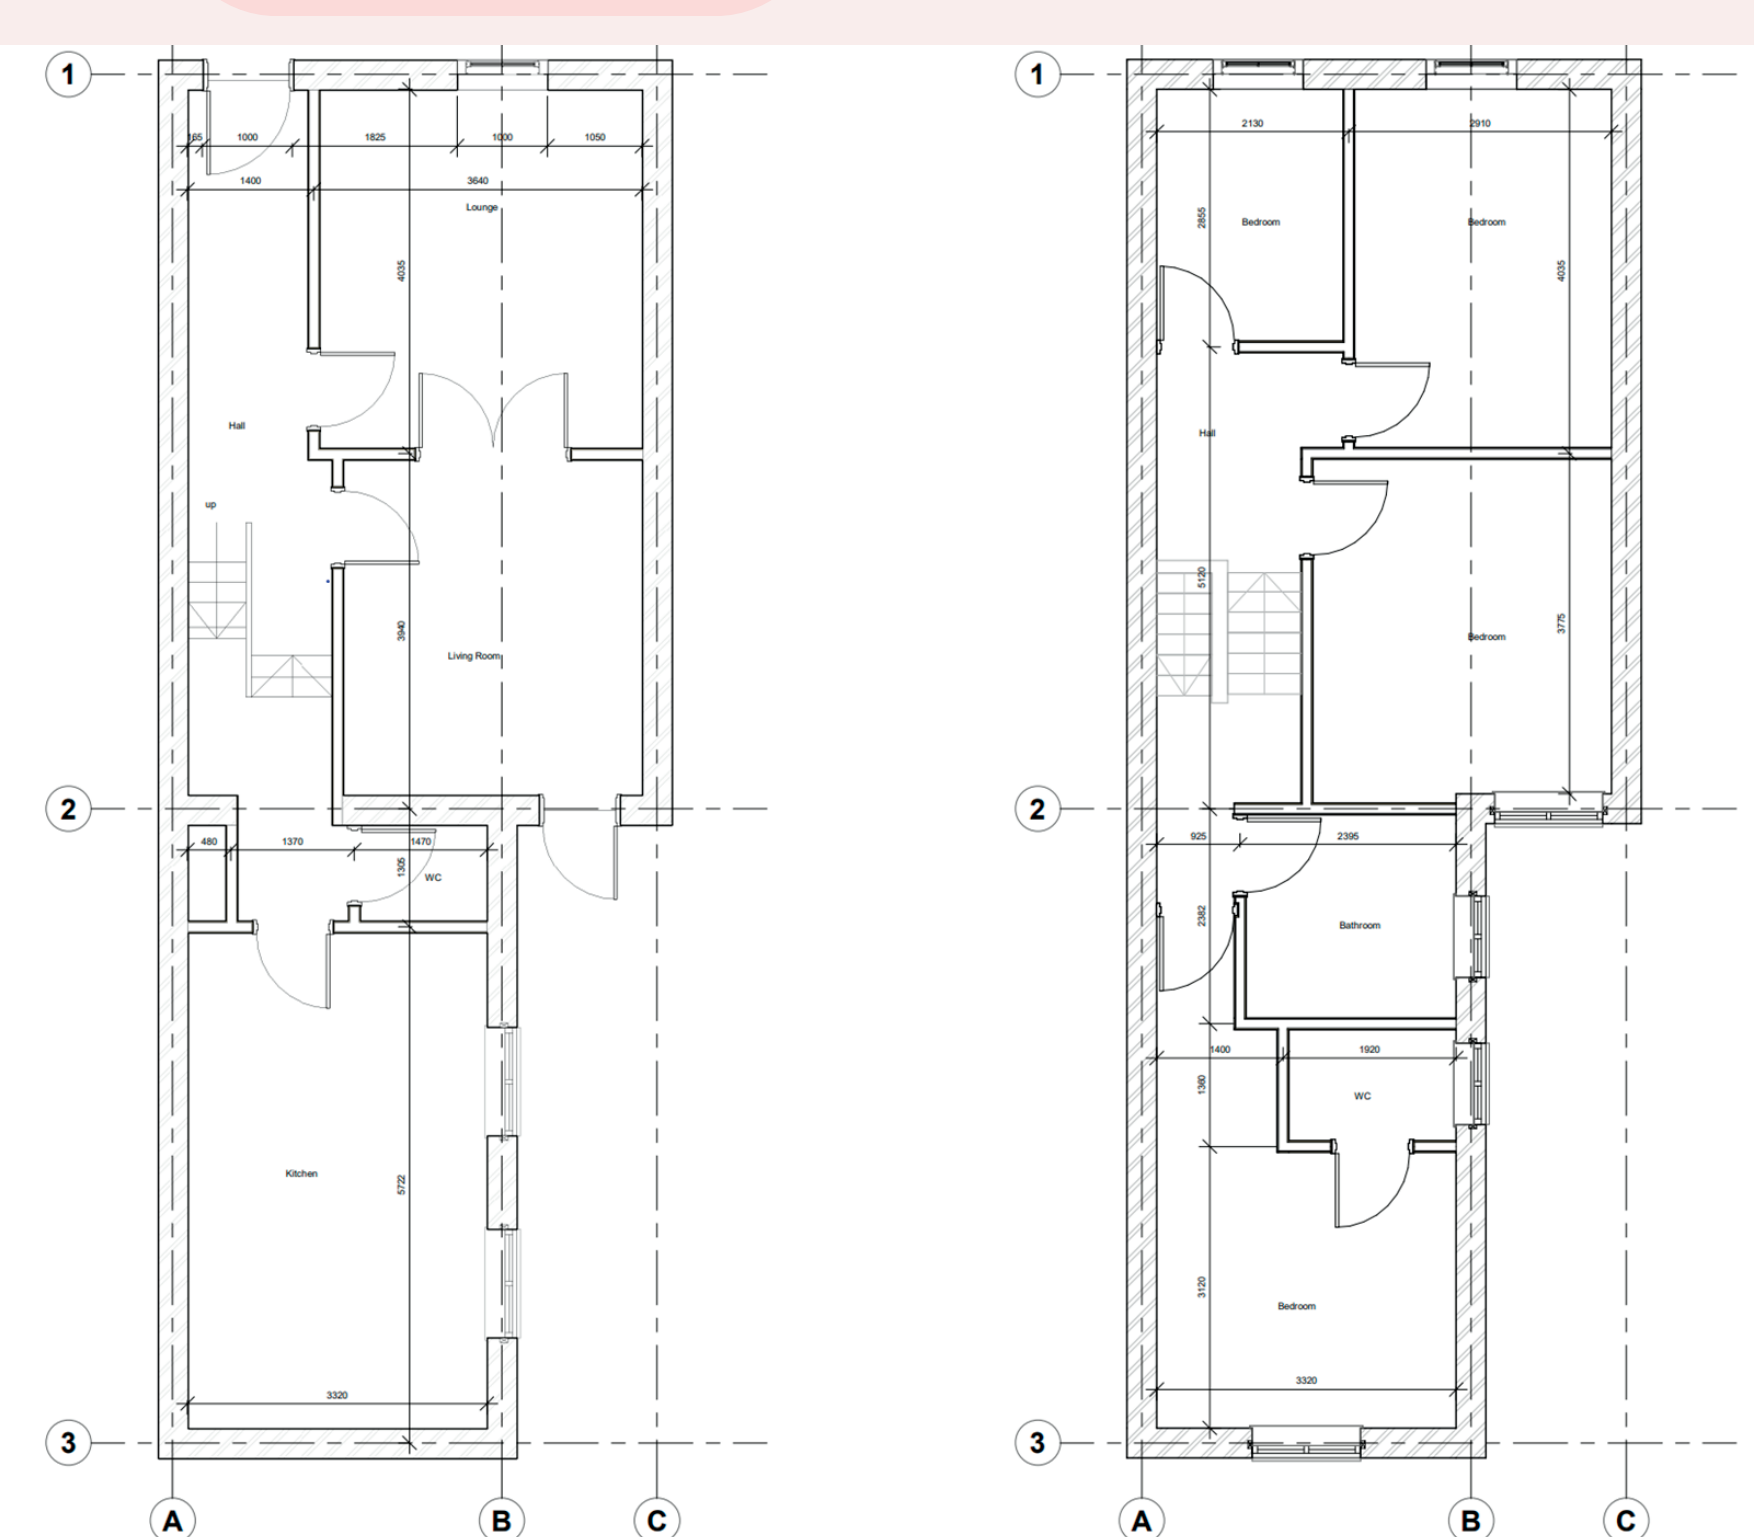 1
165
1000
1825
1000
1050
1400
3640
Lounge
4035
Hall
up
3940
Living Room
2
480
1370
1470
1305
WC
Kitchen
5722
3320
3
A
B
C
1
2130
2910
2855
Bedroom
Bedroom
4035
Hall
5120
3775
Bedroom
2
925
2395
2382
Bathroom
1400
1920
1360
WC
3120
Bedroom
3320
3
A
B
C